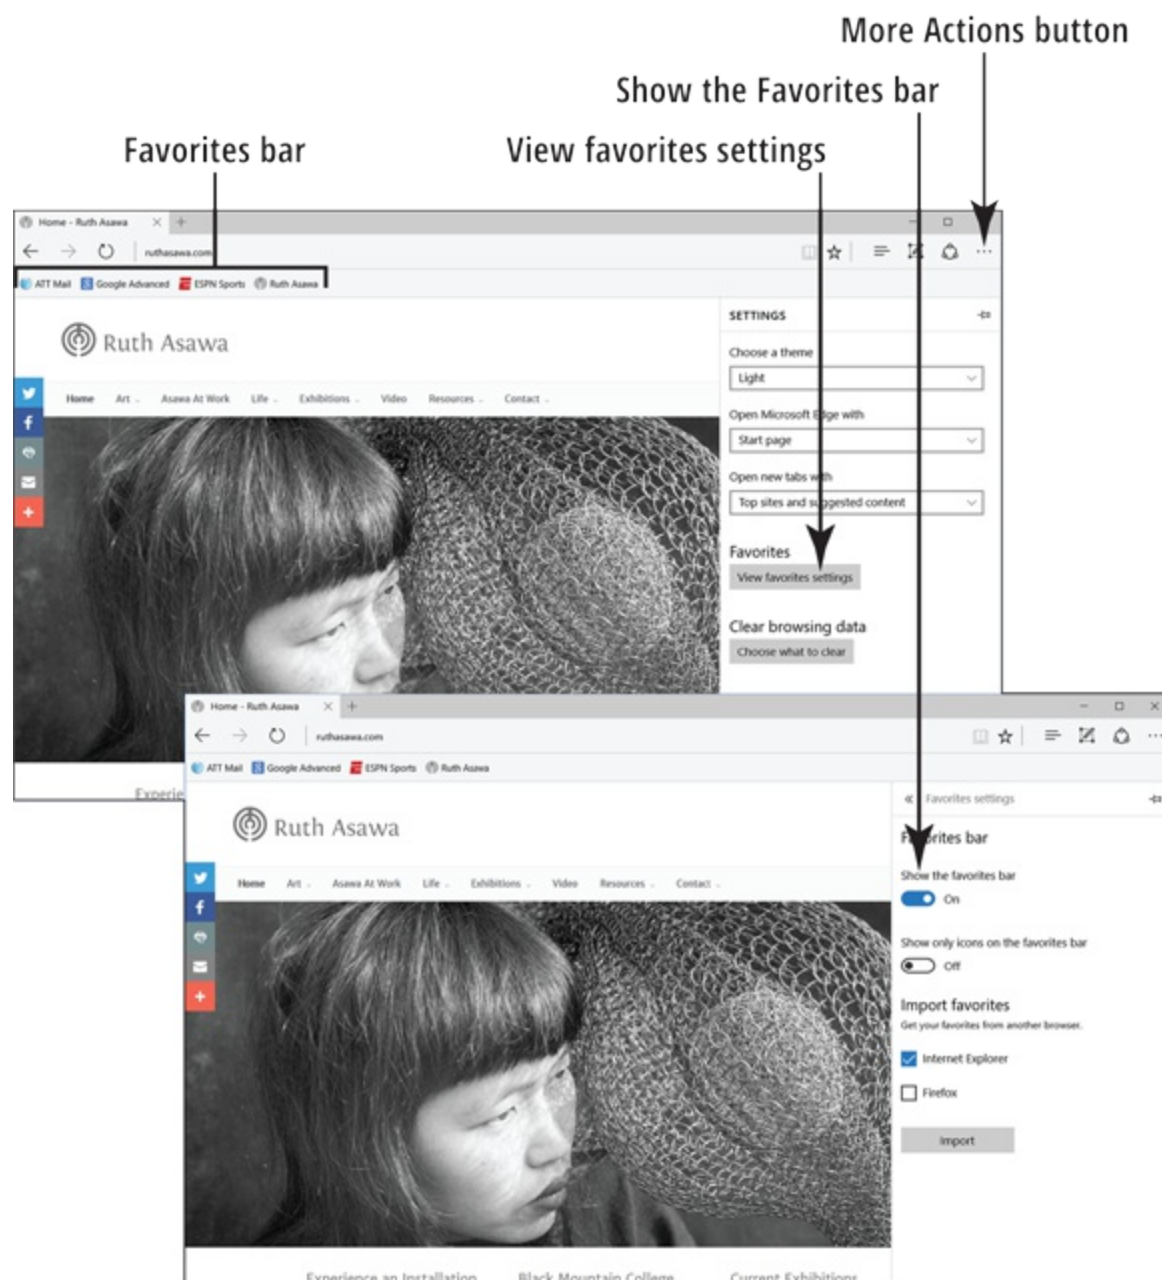 More Actions button
Show the Favorites bar
Favorites bar
View favorites settings
Home - Ruth Asawa
ruthasawa.com
ATT Mail Google Advanced ESPN Sports Ruth Asawa
SETTINGS
Ruth Asawa
Choose a theme
Light
Home Art Asawa At Work Life Exhibitions Video Resources Contact
Open Microsoft Edge with
Start page
Open new tabs with
Top sites and suggested content
Favorites
View favorites settings
Clear browsing data
Choose what to clear
Home - Ruth Asawa
ruthasawa.com
ATT Mail Google Advanced ESPN Sports Ruth Asawa
Favorites settings
Ruth Asawa
Favorites bar
Show the favorites bar
On
Home Art Asawa At Work Life Exhibitions Video Resources Contact
Show only icons on the favorites bar
Off
Import favorites
Get your favorites from another browser.
Internet Explorer
Firefox
Import
Experience an Installation Black Mountain College Current Exhibitions